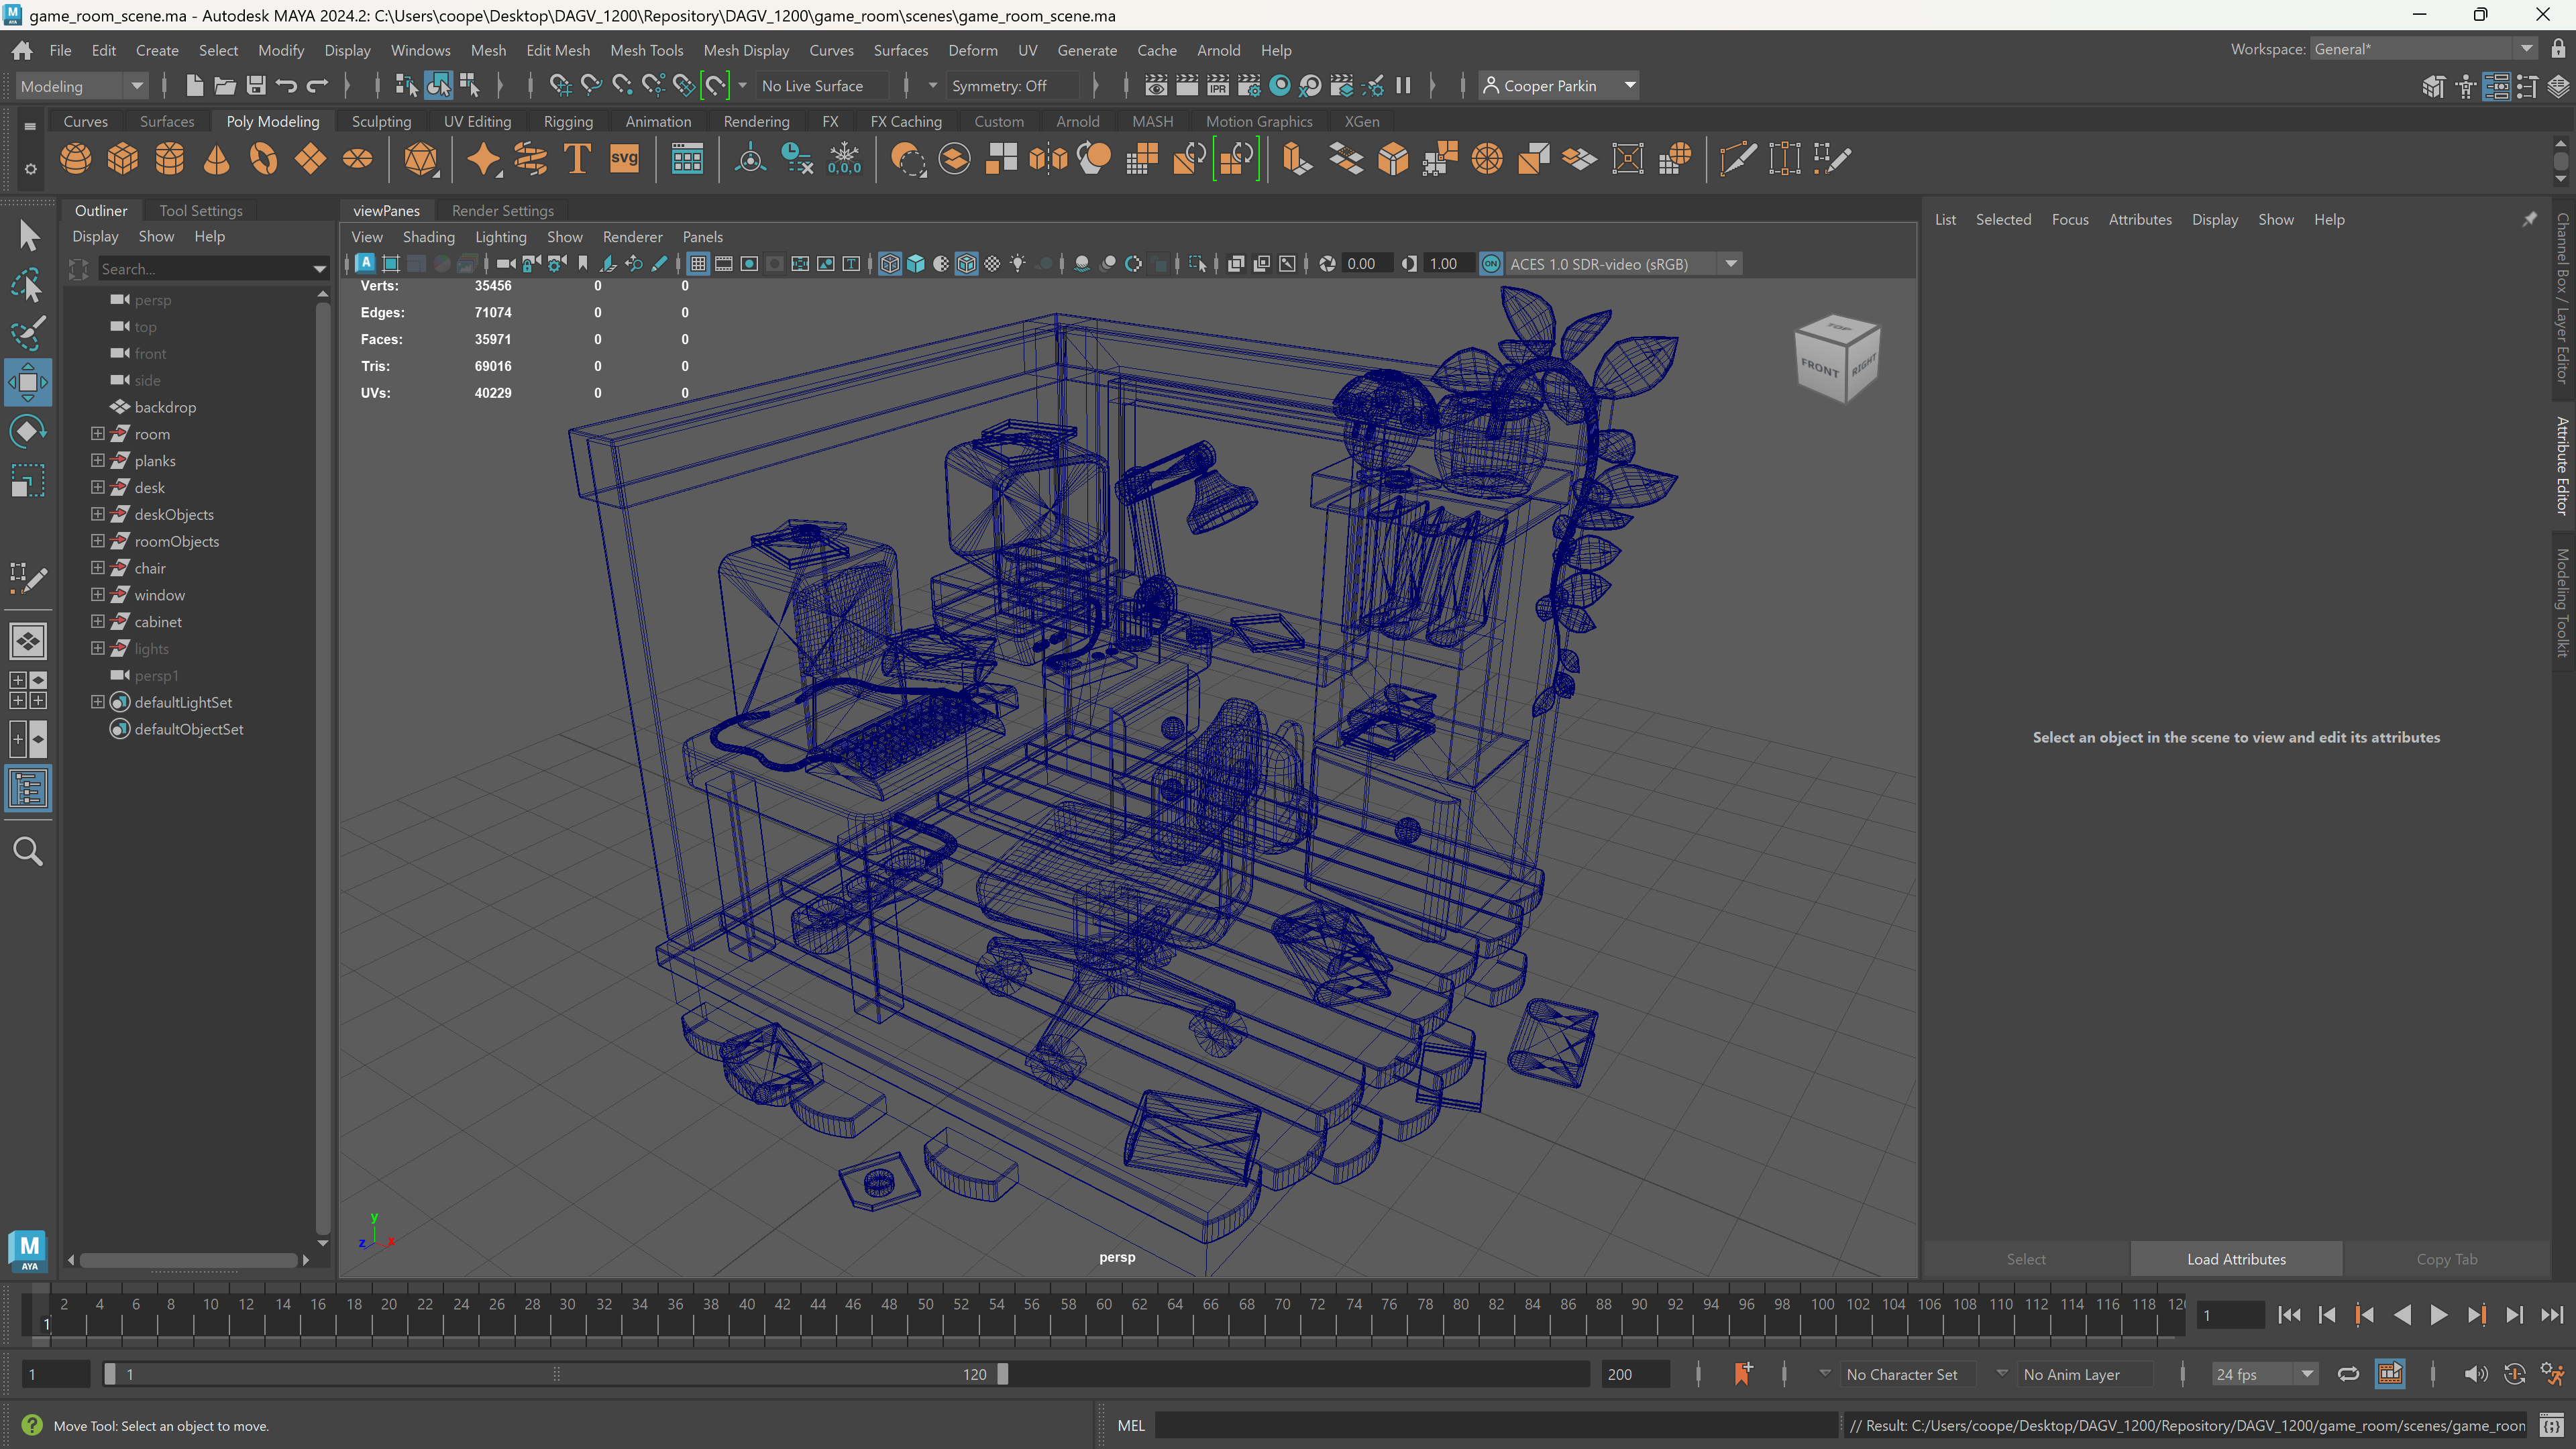 game_room_scene.ma - Autodesk MAYA 2024.2: C:\Users\coope\Desktop\DAGV_1200\Repository\DAGV_1200\game_room\scenes\game_room_scene.ma
File Edit Create Select Modify Display Windows Mesh Edit Mesh Mesh Tools Mesh Display Curves Surfaces Deform UV Generate Cache Arnold Help
Workspace: General*
Modeling No Live Surface Symmetry: Off IPR Cooper Parkin
Curves Surfaces Poly Modeling Sculpting UV Editing Rigging Animation Rendering FX FX Caching Custom Arnold MASH Motion Graphics XGen
T svg 0,0,0
Outliner Tool Settings
Display Show Help
Search...
persp
top
front
side
backdrop
room
planks
desk
deskObjects
roomObjects
chair
window
cabinet
lights
persp1
defaultLightSet
defaultObjectSet
viewPanes Render Settings
View Shading Lighting Show Renderer Panels
0.00 1.00 ON ACES 1.0 SDR-video (sRGB)
Verts: 35456 0 0
Edges: 71074 0 0
Faces: 35971 0 0
Tris: 69016 0 0
UVs: 40229 0 0
TOP
FRONT RIGHT
y
z x
persp
List Selected Focus Attributes Display Show Help
Select an object in the scene to view and edit its attributes
Select Load Attributes Copy Tab
Channel Box / Layer Editor
Attribute Editor
Modeling Toolkit
M
AYA
2 4 6 8 10 12 14 16 18 20 22 24 26 28 30 32 34 36 38 40 42 44 46 48 50 52 54 56 58 60 62 64 66 68 70 72 74 76 78 80 82 84 86 88 90 92 94 96 98 100 102 104 106 108 110 112 114 116 118 12
1 1
1 1 120 200 No Character Set No Anim Layer 24 fps
Move Tool: Select an object to move. MEL // Result: C:/Users/coope/Desktop/DAGV_1200/Repository/DAGV_1200/game_room/scenes/game_room